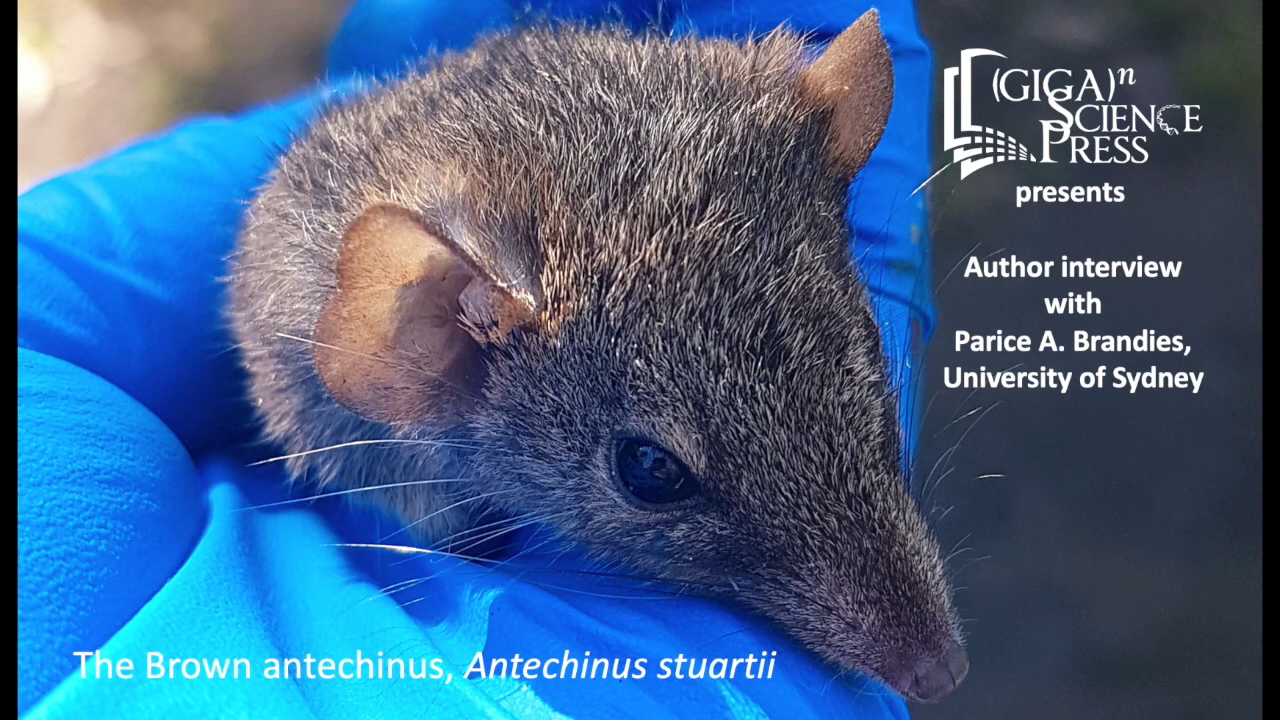 (GIGA)n
SCIENCE
PRESS
presents
Author interview
with
Parice A. Brandies,
University of Sydney
The Brown antechinus, Antechinus stuartii